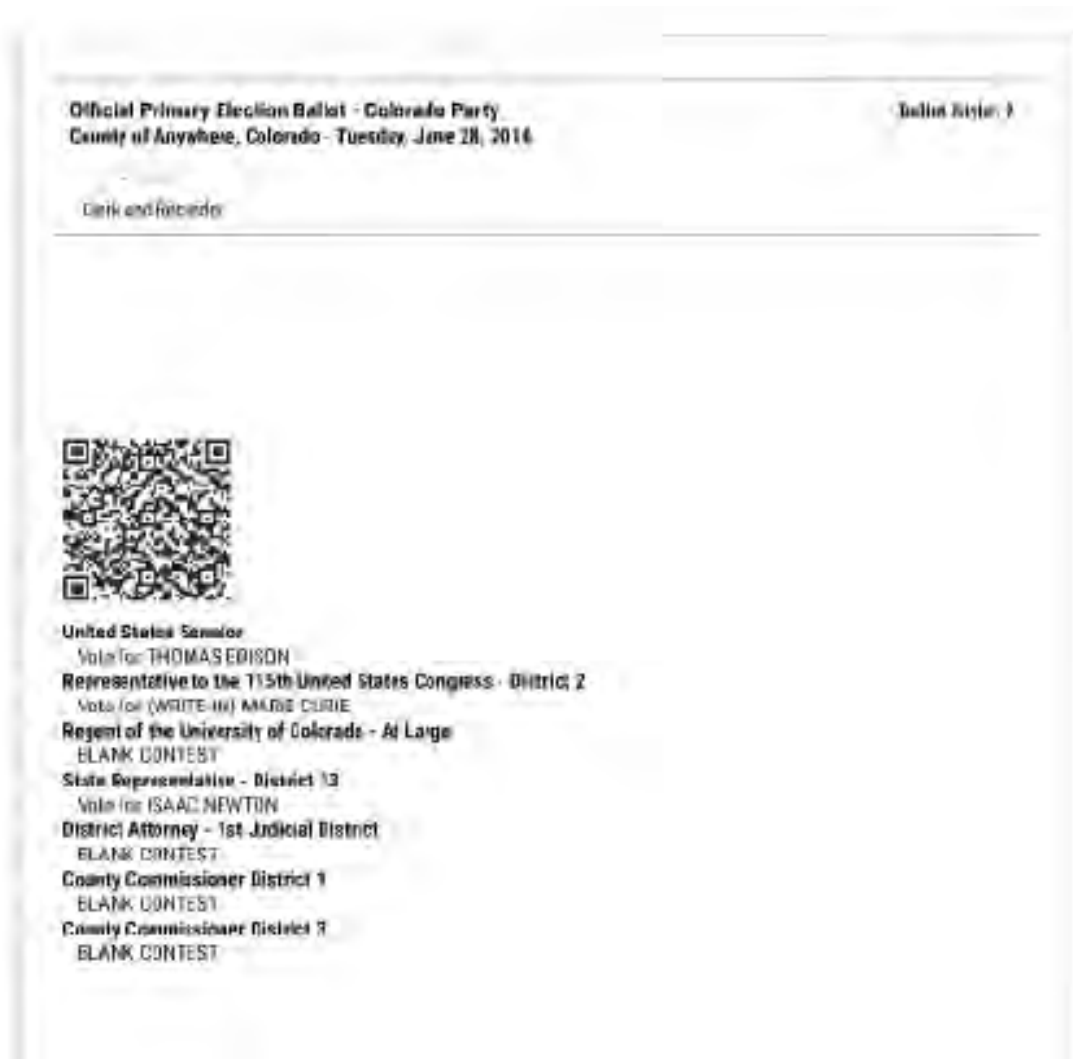 Official Primary Election Ballot - Colorado Party
County of Anywhere, Colorado - Tuesday, June 28, 2016
Clerk and Recorder
United States Senator
Vote for THOMAS EDISON
Representative to the 115th United States Congress - District 2
Vote for (WRITE-IN) MARIE CURIE
Regent of the University of Colorado - At Large
BLANK CONTEST
State Representative - District 13
Vote for ISAAC NEWTON
District Attorney - 1st Judicial District
BLANK CONTEST
County Commissioner District 1
BLANK CONTEST
County Commissioner District 3
BLANK CONTEST